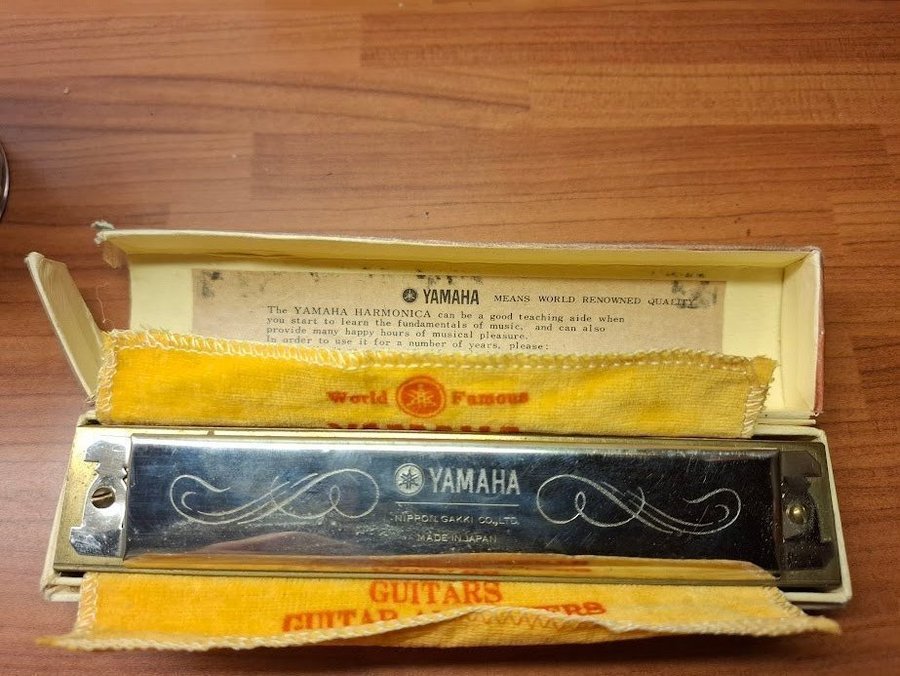 YAMAHA MEANS WORLD RENOWNED QUALITY
The YAMAHA HARMONICA can be a good teaching aide when
you start to learn the fundamentals of music, and can also
provide many happy hours of musical pleasure.
In order to use it for a number of years, please:
World Famous
YAMAHA
NIPPON GAKKI CO., LTD.
MADE IN JAPAN
GUITARS
GUITAR